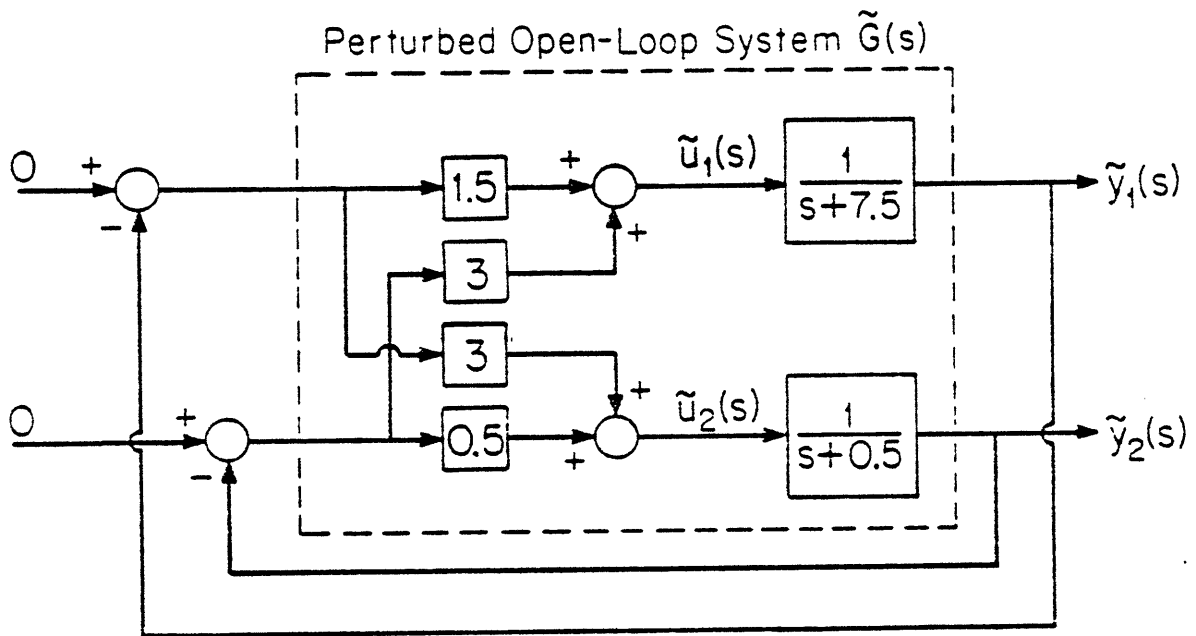 Perturbed Open-Loop System G̃(s)
0
+
-
1.5
+
+
ũ₁(s)
1
s+7.5
ỹ₁(s)
3
3
0
+
-
0.5
+
+
ũ₂(s)
1
s+0.5
ỹ₂(s)